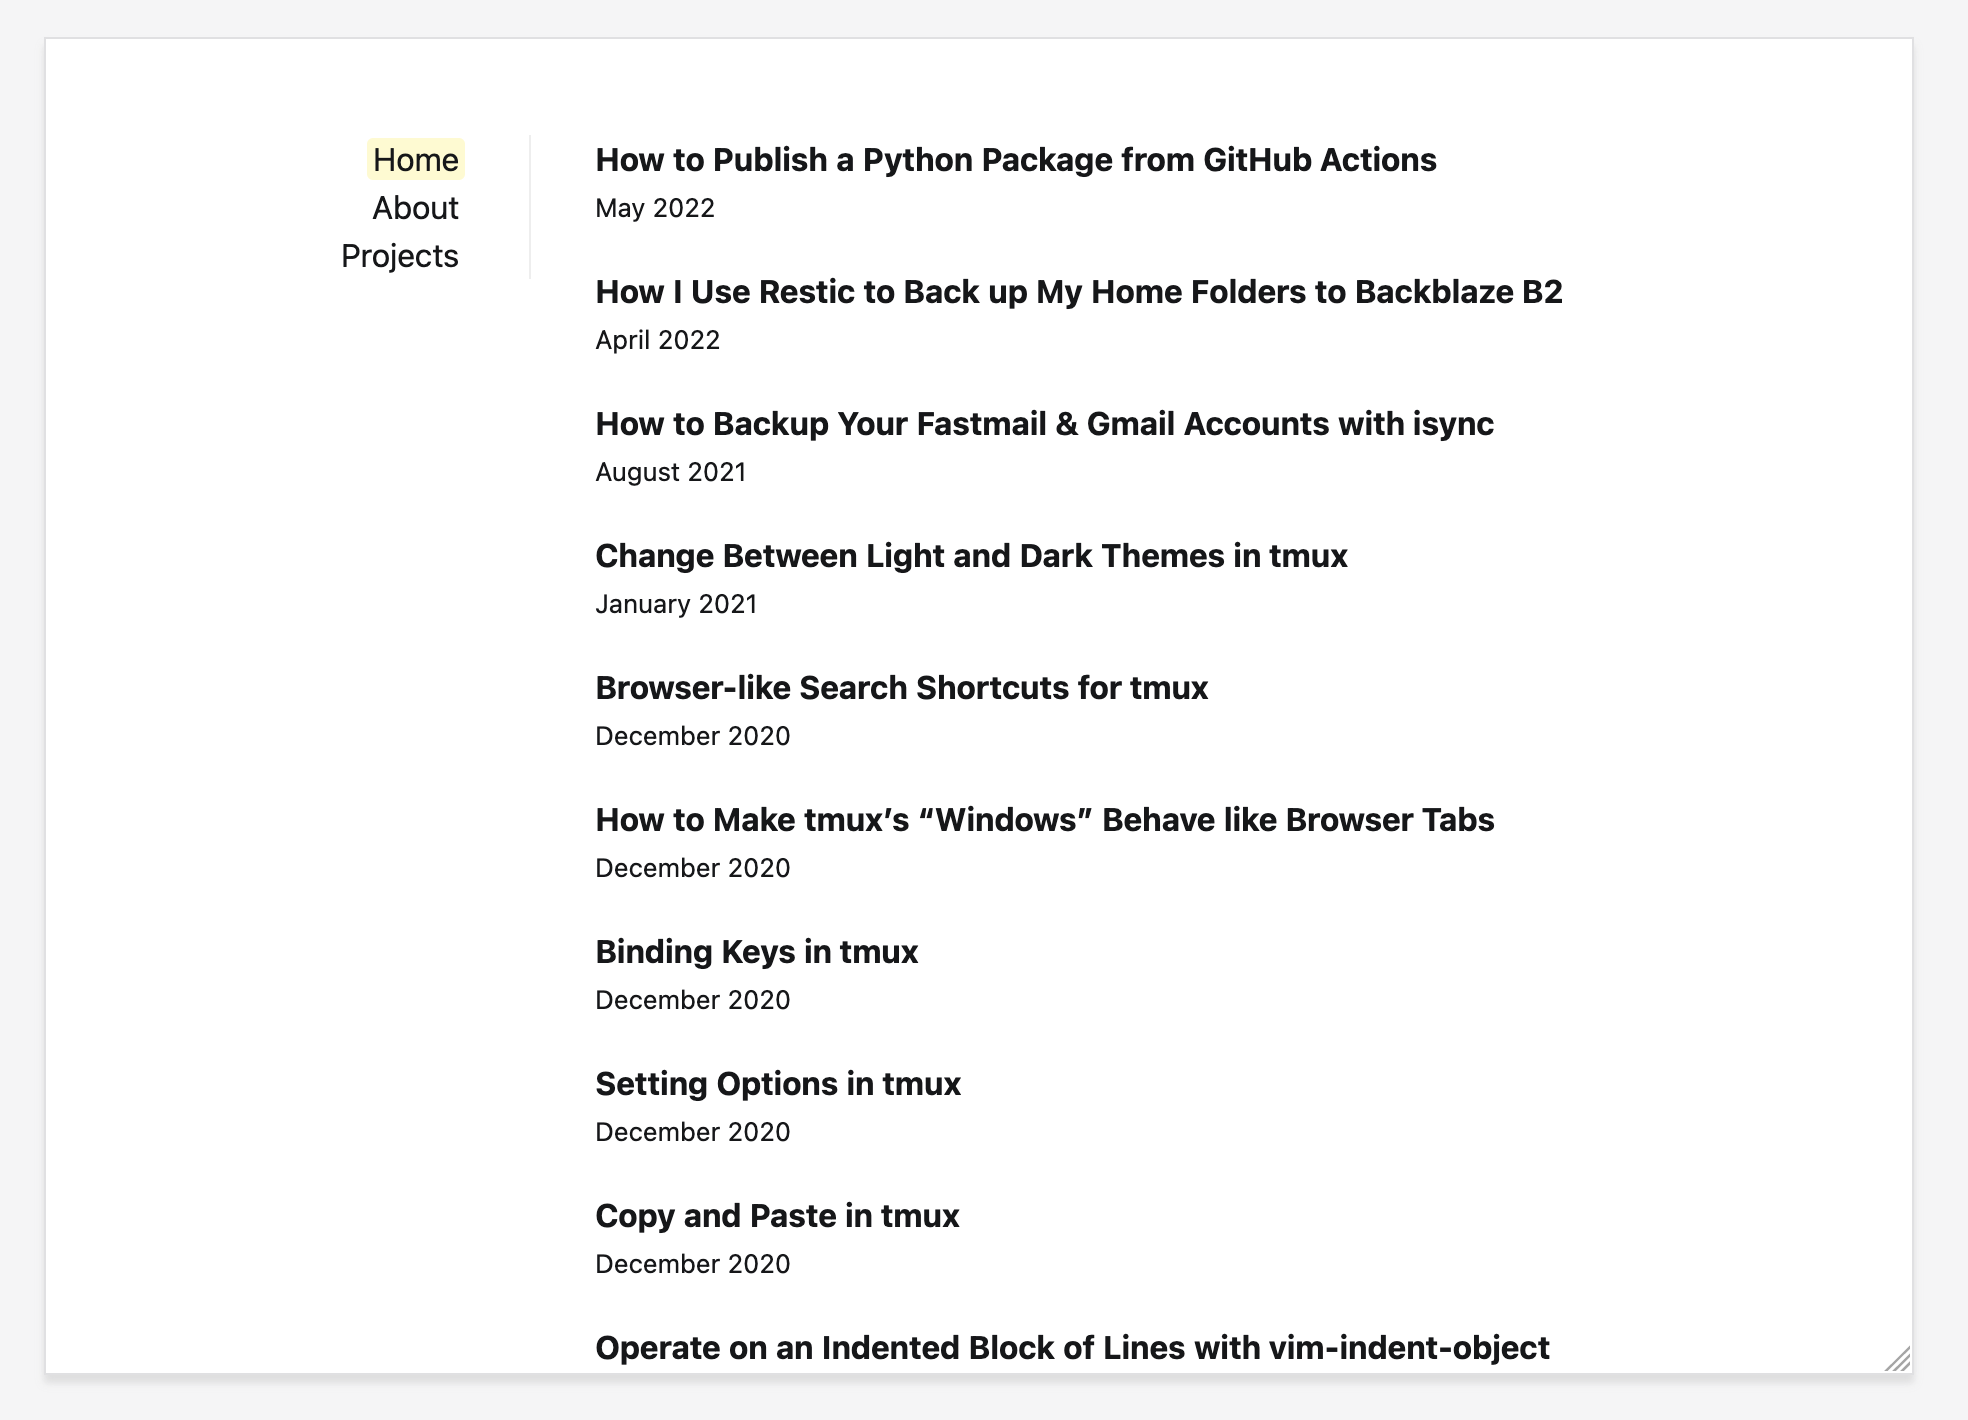 Home
About
Projects
How to Publish a Python Package from GitHub Actions
May 2022
How I Use Restic to Back up My Home Folders to Backblaze B2
April 2022
How to Backup Your Fastmail & Gmail Accounts with isync
August 2021
Change Between Light and Dark Themes in tmux
January 2021
Browser-like Search Shortcuts for tmux
December 2020
How to Make tmux’s “Windows” Behave like Browser Tabs
December 2020
Binding Keys in tmux
December 2020
Setting Options in tmux
December 2020
Copy and Paste in tmux
December 2020
Operate on an Indented Block of Lines with vim-indent-object